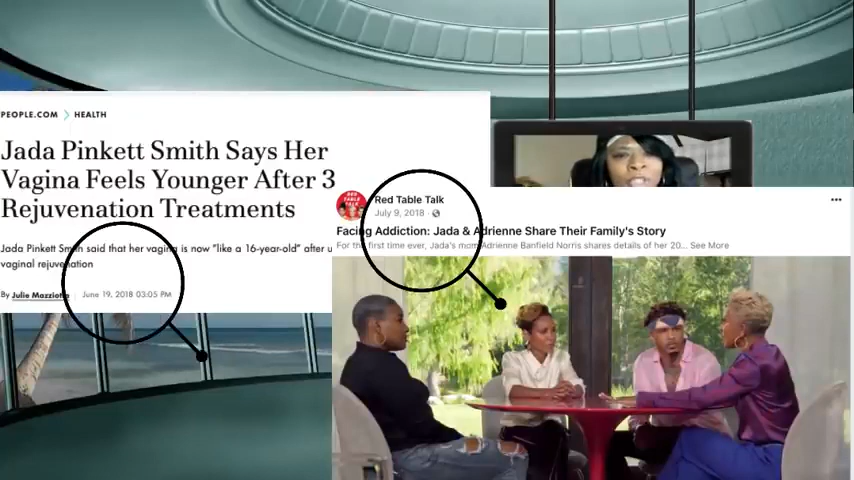 PEOPLE.COM > HEALTH
Jada Pinkett Smith Says Her
Vagina Feels Younger After 3
Rejuvenation Treatments
Jada Pinkett Smith said that her vagina is now "like a 16-year-old" after u
vaginal rejuvenation
By Julie Mazziotta | June 19, 2018 03:05 PM
RED TABLE TALK
Red Table Talk
July 9, 2018 ·
Facing Addiction: Jada & Adrienne Share Their Family's Story
For the first time ever, Jada's mom Adrienne Banfield Norris shares details of her 20... See More